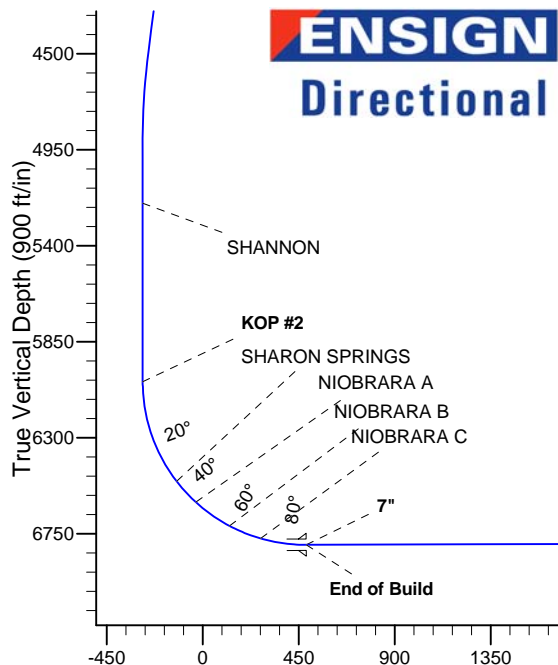 ENSIGN
Directional
4500
4950
5400
5850
6300
6750
True Vertical Depth (900 ft/in)
SHANNON
KOP #2
SHARON SPRINGS
NIOBRARA A
NIOBRARA B
NIOBRARA C
20°
40°
60°
80°
7"
End of Build
-450
0
450
900
1350